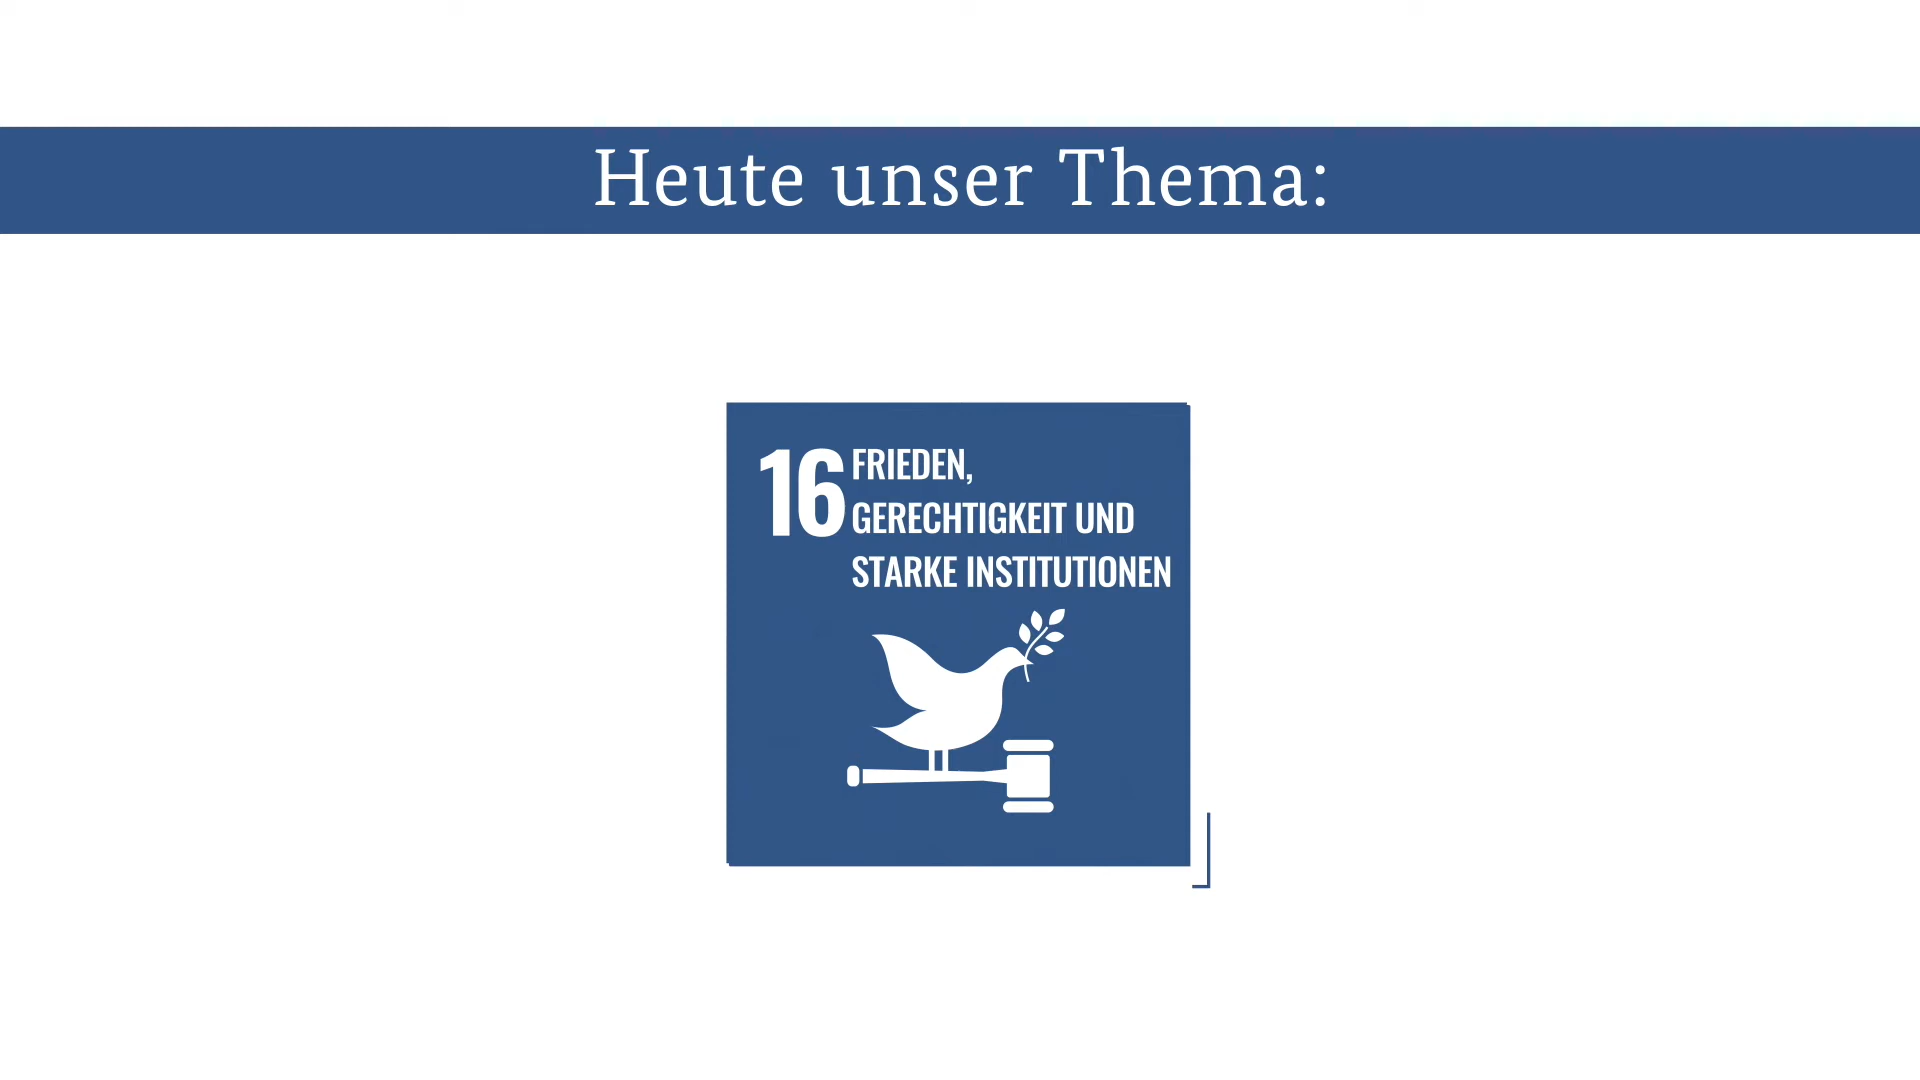 Heute unser Thema:
16 FRIEDEN,
GERECHTIGKEIT UND
STARKE INSTITUTIONEN